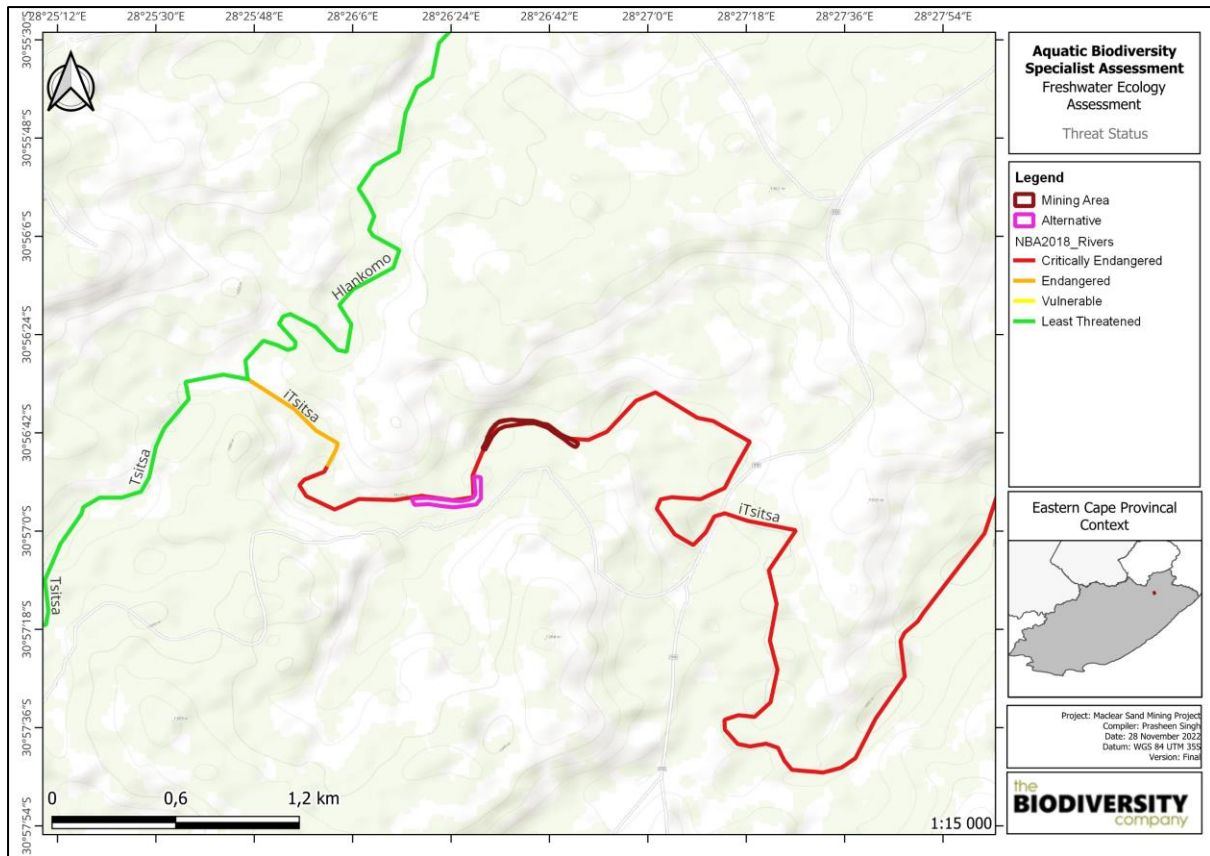 28°25'12"E 28°25'30"E 28°25'48"E 28°26'6"E 28°26'24"E 28°26'42"E 28°27'0"E 28°27'18"E 28°27'36"E 28°27'54"E
30°55'30"S
30°55'48"S
30°56'6"S
30°56'24"S
30°56'42"S
30°57'0"S
30°57'18"S
30°57'36"S
30°57'54"S
Hlankomo
iTsitsa
Tsitsa
iTsitsa
Tsitsa
0 0,6 1,2 km
1:15 000
Aquatic Biodiversity
Specialist Assessment
Freshwater Ecology
Assessment
Threat Status
Legend
Mining Area
Alternative
NBA2018_Rivers
Critically Endangered
Endangered
Vulnerable
Least Threatened
Eastern Cape Provincal
Context
Project: Maclear Sand Mining Project
Compiler: Prasheen Singh
Date: 28 November 2022
Datum: WGS 84 UTM 35S
Version: Final
the
BIODIVERSITY
company